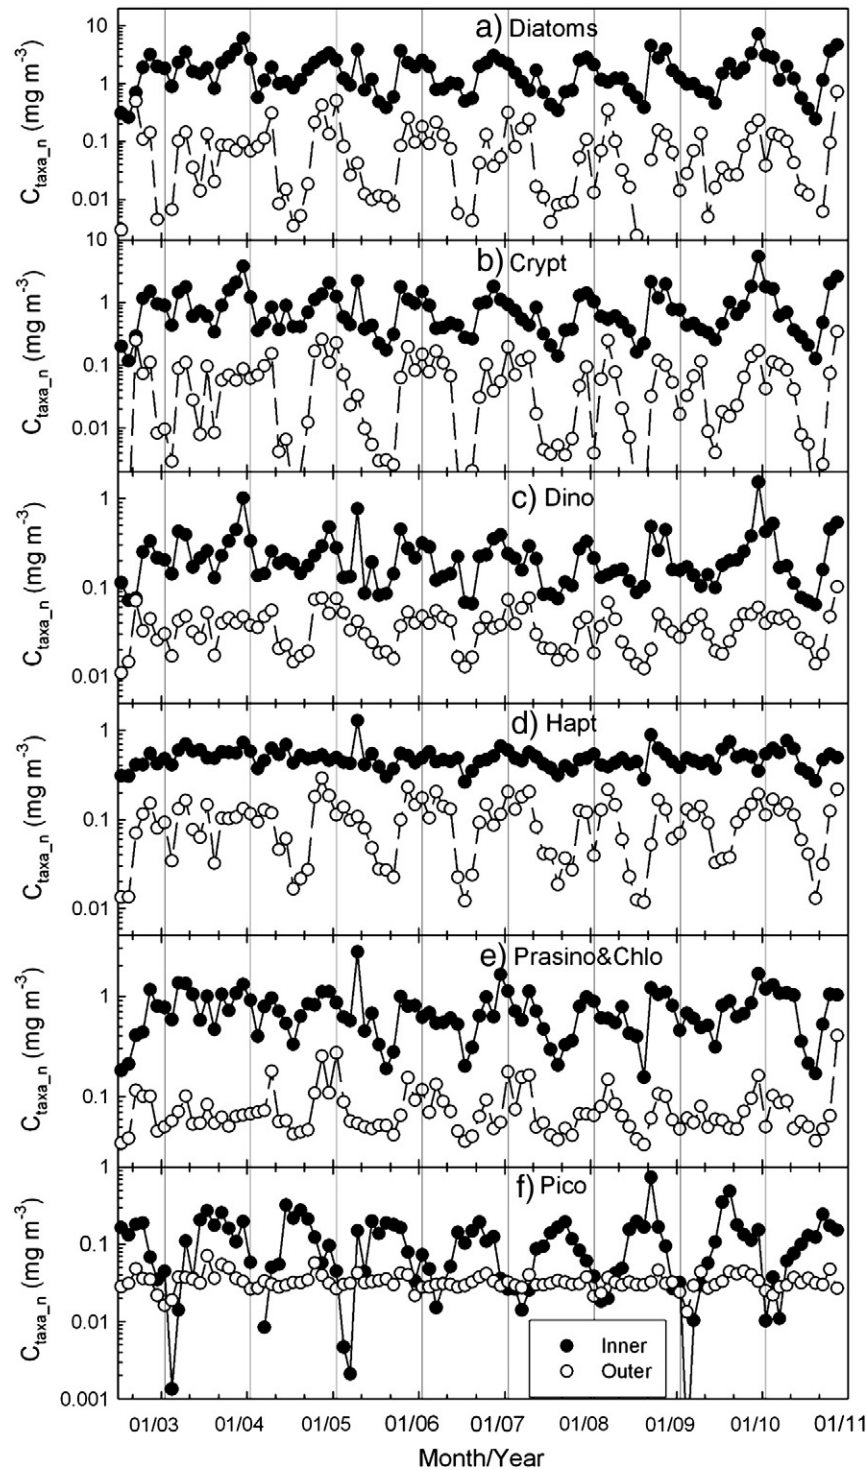 a) Diatoms
10
1
0.1
0.01
C_taxa_n (mg m⁻³)
b) Crypt
10
1
0.1
0.01
C_taxa_n (mg m⁻³)
c) Dino
1
0.1
0.01
C_taxa_n (mg m⁻³)
d) Hapt
1
0.1
0.01
C_taxa_n (mg m⁻³)
e) Prasino&Chlo
1
0.1
C_taxa_n (mg m⁻³)
f) Pico
1
0.1
0.01
0.001
C_taxa_n (mg m⁻³)
Inner
Outer
01/03 01/04 01/05 01/06 01/07 01/08 01/09 01/10 01/11
Month/Year